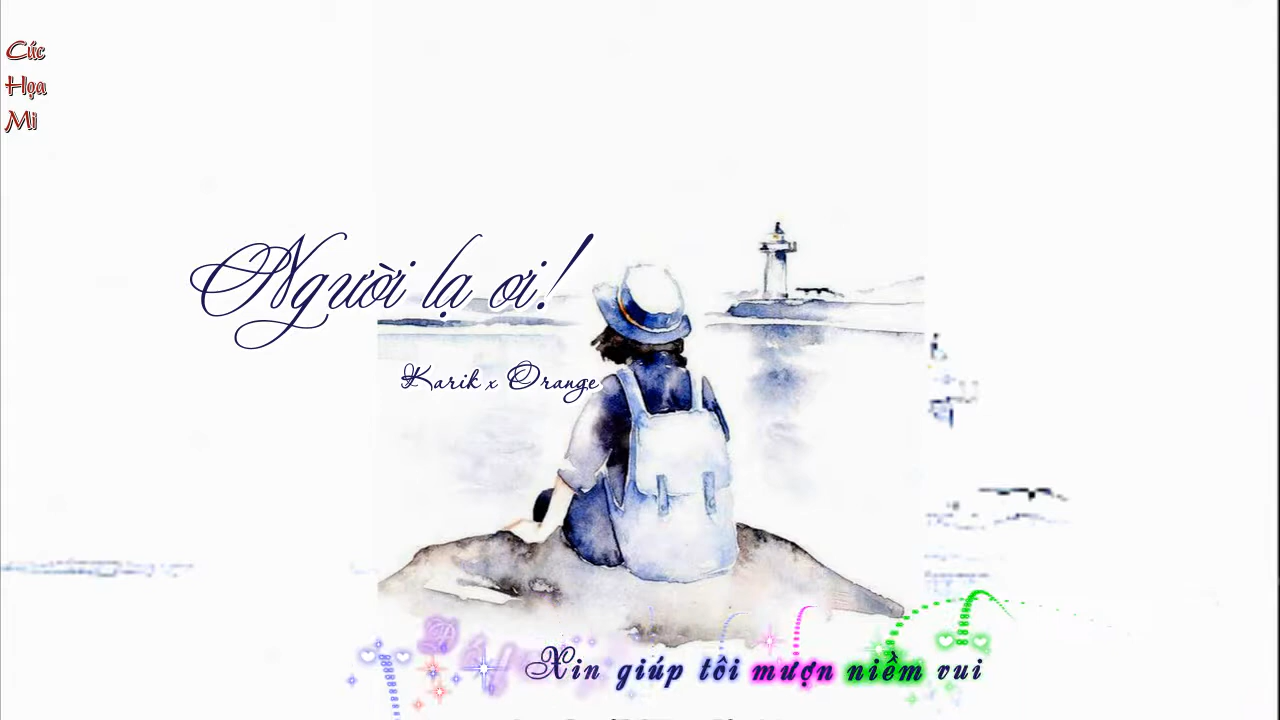 Cúc
Họa
Mi
Người lạ ơi!
Karik x Orange
Xin giúp tôi mượn niềm vui